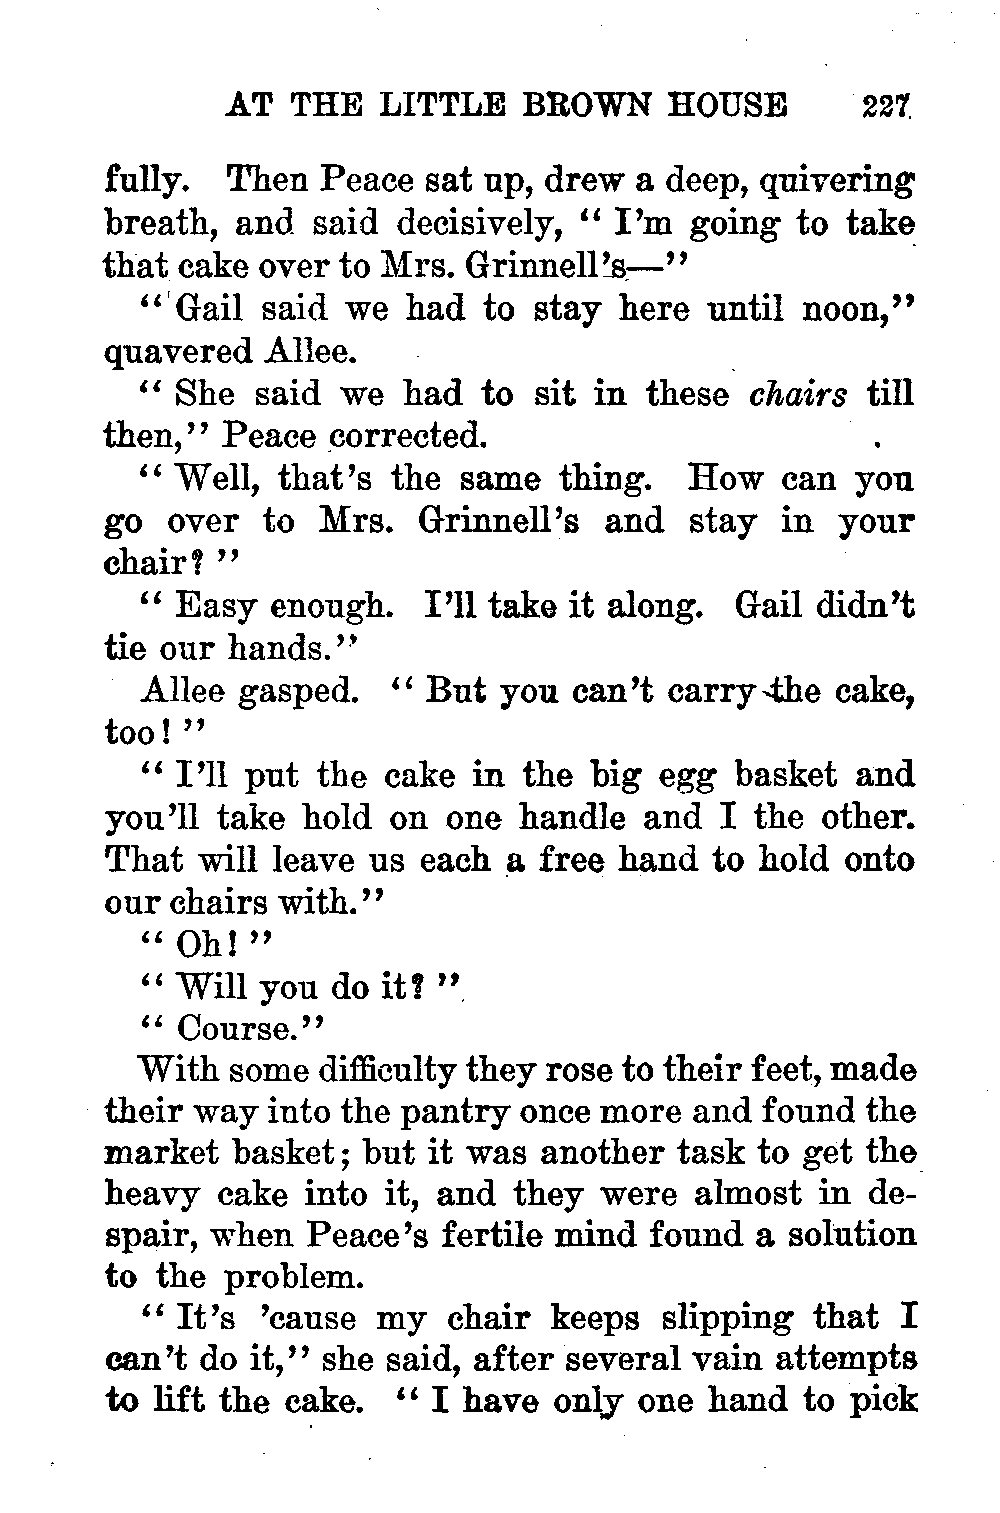 AT THE LITTLE BROWN HOUSE 227
fully. Then Peace sat up, drew a deep, quivering
breath, and said decisively, “ I’m going to take
that cake over to Mrs. Grinnell’s—”
“ Gail said we had to stay here until noon,”
quavered Allee.
“ She said we had to sit in these chairs till
then,” Peace corrected.
“ Well, that’s the same thing. How can you
go over to Mrs. Grinnell’s and stay in your
chair? ”
“ Easy enough. I’ll take it along. Gail didn’t
tie our hands.”
Allee gasped. “ But you can’t carry the cake,
too! ”
“ I’ll put the cake in the big egg basket and
you’ll take hold on one handle and I the other.
That will leave us each a free hand to hold onto
our chairs with.”
“ Oh! ”
“ Will you do it? ”
“ Course.”
With some difficulty they rose to their feet, made
their way into the pantry once more and found the
market basket; but it was another task to get the
heavy cake into it, and they were almost in de-
spair, when Peace’s fertile mind found a solution
to the problem.
“ It’s ’cause my chair keeps slipping that I
can’t do it,” she said, after several vain attempts
to lift the cake. “ I have only one hand to pick